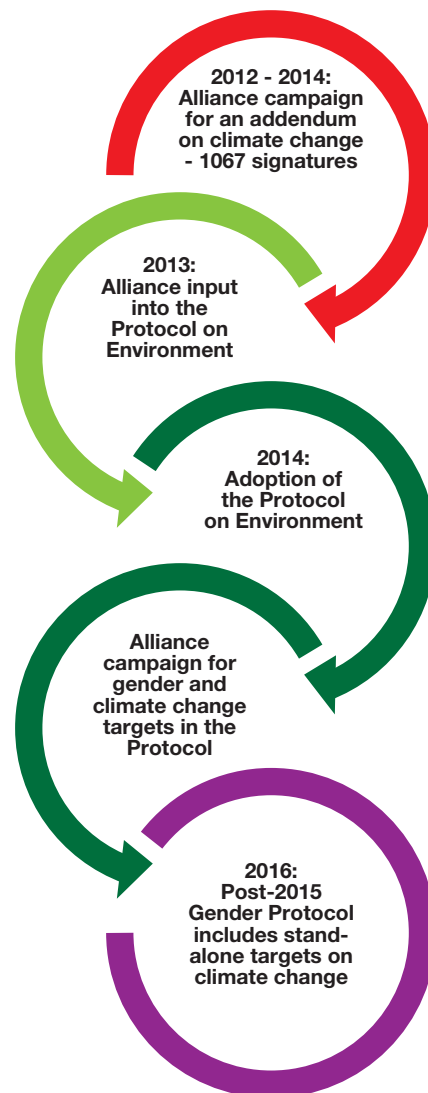 2012 - 2014:
Alliance campaign
for an addendum
on climate change
- 1067 signatures
2013:
Alliance input
into the
Protocol on
Environment
2014:
Adoption of
the Protocol
on Environment
Alliance
campaign for
gender and
climate change
targets in the
Protocol
2016:
Post-2015
Gender Protocol
includes stand-
alone targets on
climate change